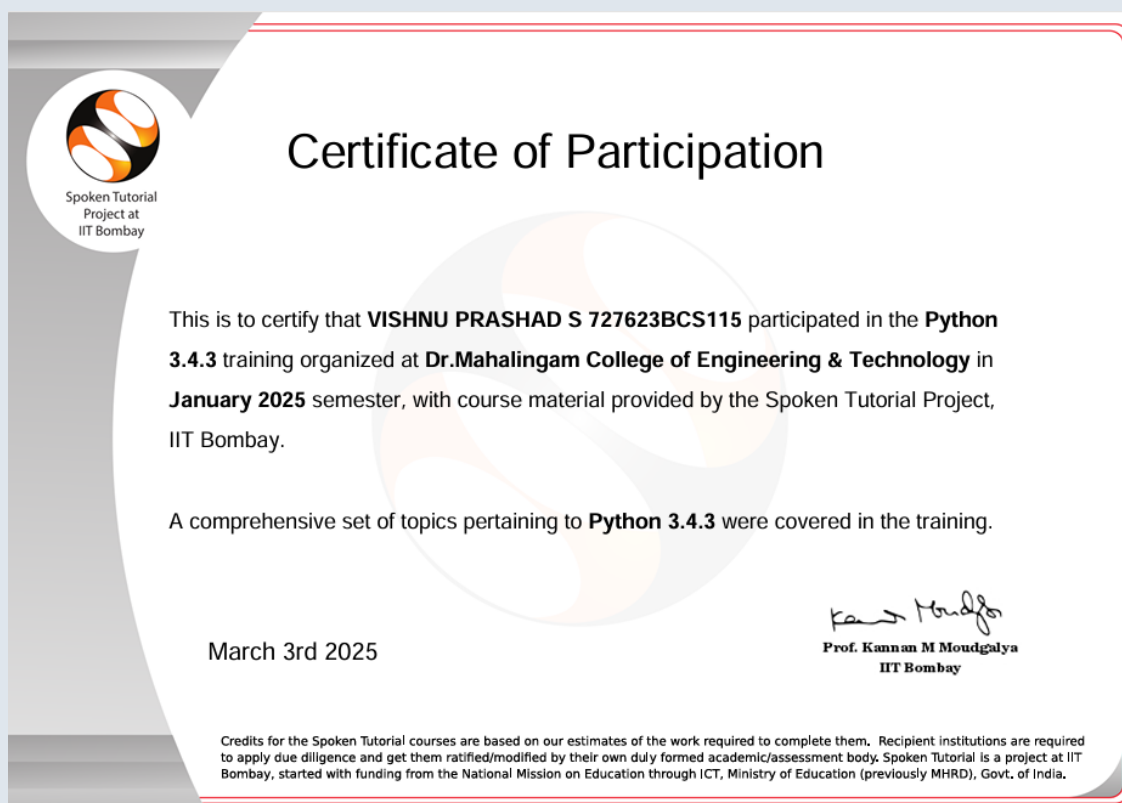 Spoken Tutorial
Project at
IIT Bombay
Certificate of Participation
This is to certify that VISHNU PRASHAD S 727623BCS115 participated in the Python
3.4.3 training organized at Dr.Mahalingam College of Engineering & Technology in
January 2025 semester, with course material provided by the Spoken Tutorial Project,
IIT Bombay.
A comprehensive set of topics pertaining to Python 3.4.3 were covered in the training.
March 3rd 2025
Prof. Kannan M Moudgalya
IIT Bombay
Credits for the Spoken Tutorial courses are based on our estimates of the work required to complete them. Recipient institutions are required
to apply due diligence and get them ratified/modified by their own duly formed academic/assessment body. Spoken Tutorial is a project at IIT
Bombay, started with funding from the National Mission on Education through ICT, Ministry of Education (previously MHRD), Govt. of India.